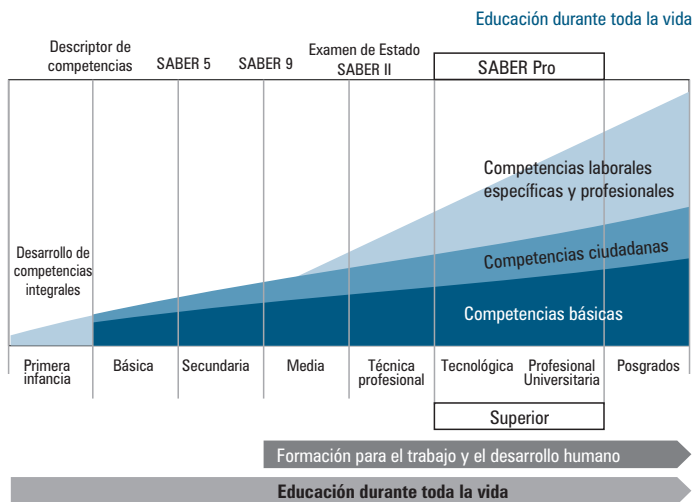 Educación durante toda la vida
Descriptor de
competencias
SABER 5
SABER 9
Examen de Estado
SABER II
SABER Pro
Competencias laborales
específicas y profesionales
Desarrollo de
competencias
integrales
Competencias ciudadanas
Competencias básicas
Primera
infancia
Básica
Secundaria
Media
Técnica
profesional
Tecnológica
Profesional
Universitaria
Posgrados
Superior
Formación para el trabajo y el desarrollo humano
Educación durante toda la vida